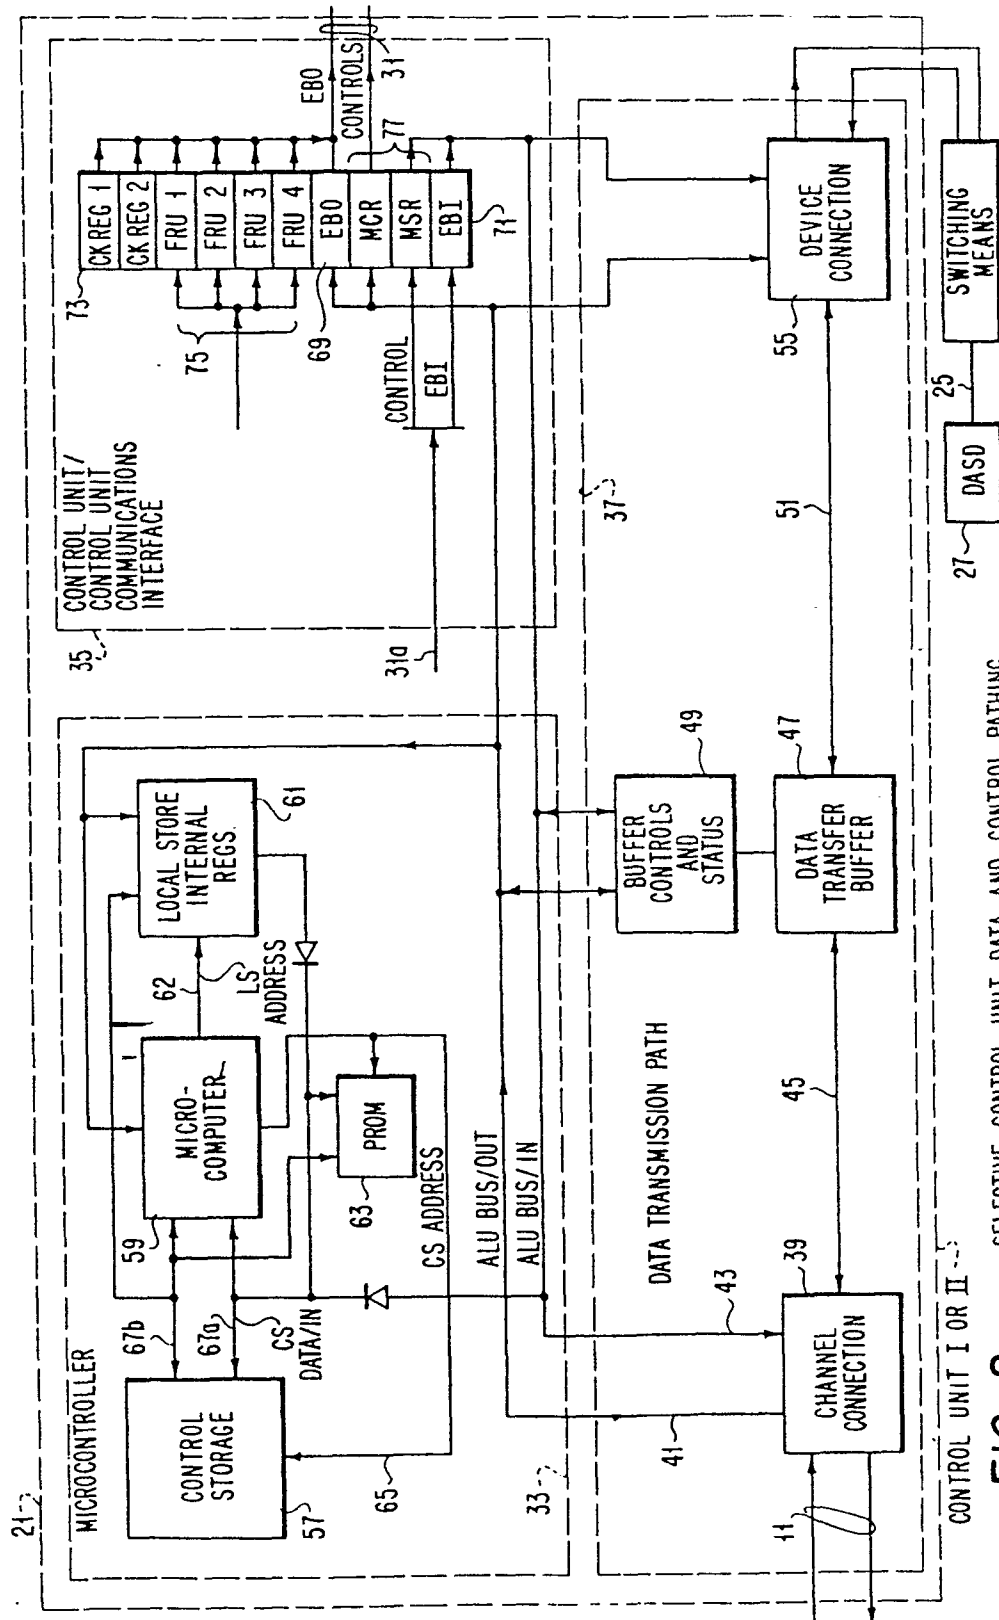 21
MICROCONTROLLER
CONTROL
STORAGE
57
67b
67a
CS
DATA/IN
59
MICRO-
COMPUTER
62
LS
ADDRESS
LOCAL STORE
INTERNAL
REGS.
61
63
PROM
CS ADDRESS
65
33
35
CONTROL UNIT/
CONTROL UNIT
COMMUNICATIONS
INTERFACE
31a
CONTROL
EBI
75
73
CK REG 1
CK REG 2
FRU 1
FRU 2
FRU 3
FRU 4
EBO
MCR
MSR
EBI
69
71
77
EBO
CONTROLS
31
ALU BUS/OUT
ALU BUS/IN
37
DATA TRANSMISSION PATH
41
43
11
CHANNEL
CONNECTION
39
45
BUFFER
CONTROLS
AND
STATUS
49
DATA
TRANSFER
BUFFER
47
51
DEVICE
CONNECTION
55
CONTROL UNIT I OR II
27
DASD
25
SWITCHING
MEANS
SELECTIVE CONTROL UNIT DATA AND CONTROL PATHING